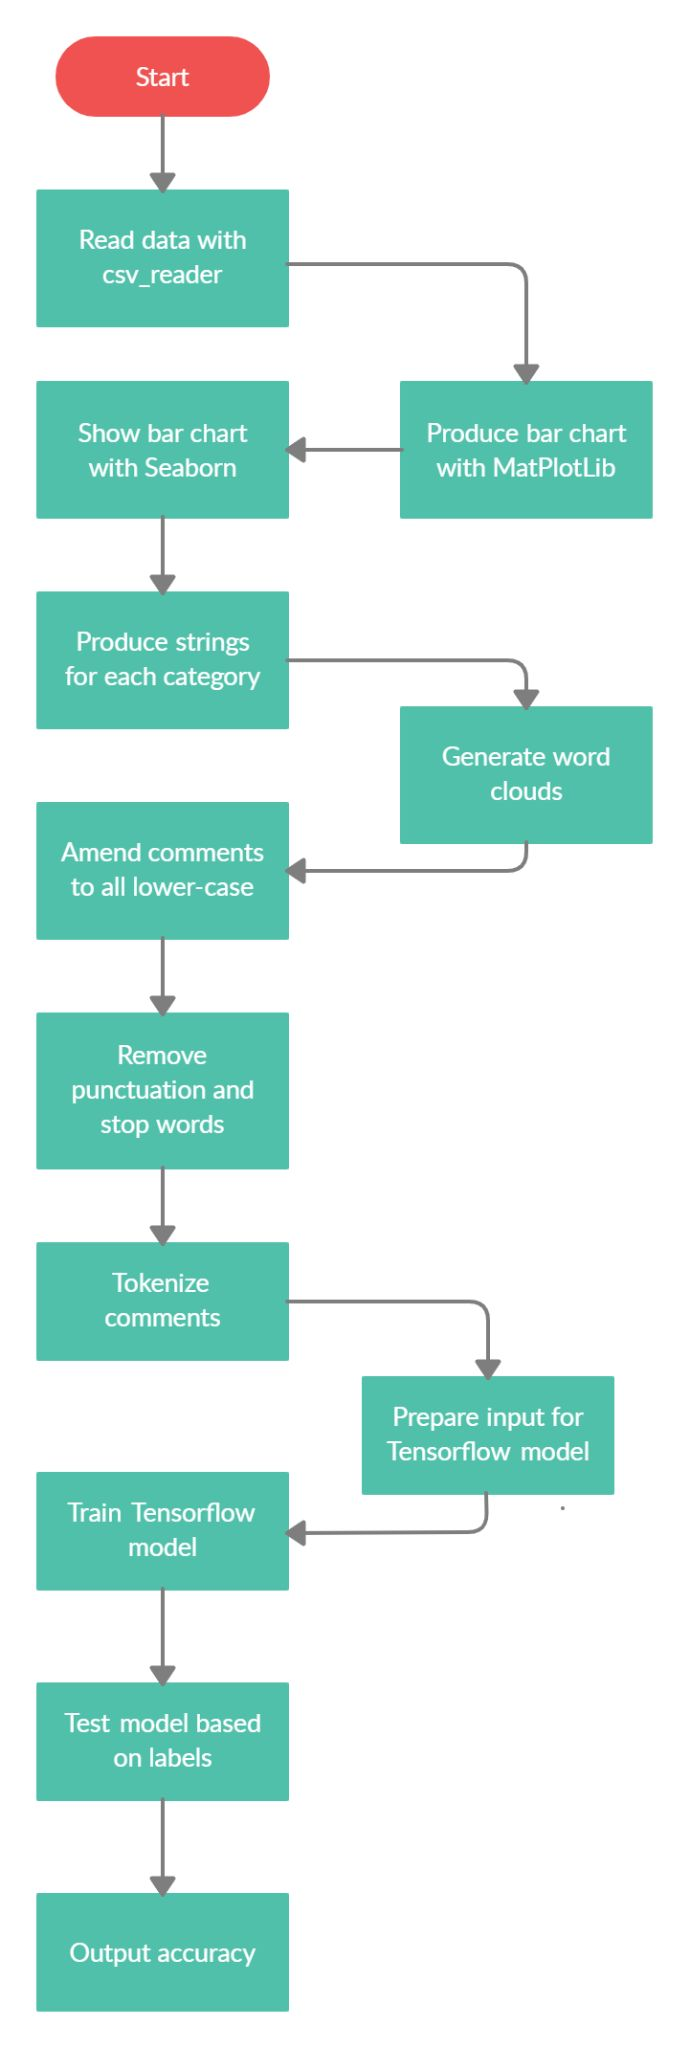 Start
Read data with
csv_reader
Produce bar chart
with MatPlotLib
Show bar chart
with Seaborn
Produce strings
for each category
Generate word
clouds
Amend comments
to all lower-case
Remove
punctuation and
stop words
Tokenize
comments
Prepare input for
Tensorflow model
Train Tensorflow
model
Test model based
on labels
Output accuracy